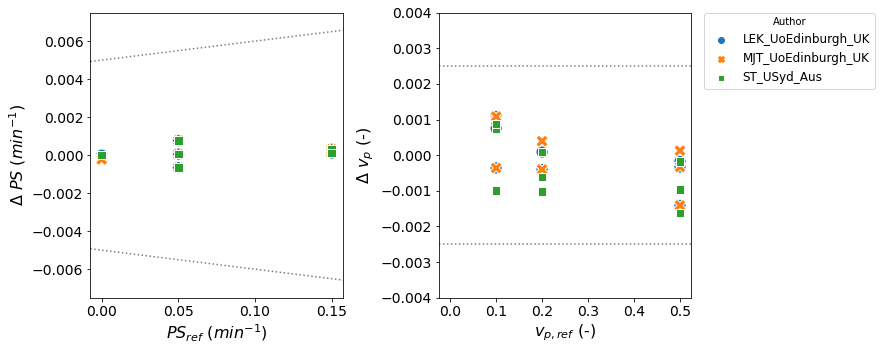 0.006
0.004
0.002
0.000
−0.002
−0.004
−0.006
Δ PS (min⁻¹)
0.00 0.05 0.10 0.15
PS_ref (min⁻¹)
0.004
0.003
0.002
0.001
0.000
−0.001
−0.002
−0.003
−0.004
Δ v_p (-)
0.0 0.1 0.2 0.3 0.4 0.5
v_p,ref (-)
Author
LEK_UoEdinburgh_UK
MJT_UoEdinburgh_UK
ST_USyd_Aus